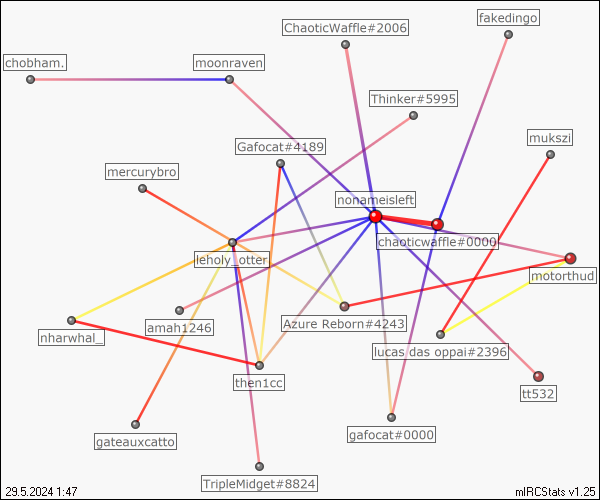 ChaoticWaffle#2006
fakedingo
chobham.
moonraven
Thinker#5995
Gafocat#4189
mukszi
mercurybro
nonameisleft
chaoticwaffle#0000
leholy_otter
motorthud
nharwhal_
amah1246
Azure Reborn#4243
lucas das oppai#2396
then1cc
tt532
gateauxcatto
gafocat#0000
TripleMidget#8824
29.5.2024 1:47
mIRCStats v1.25